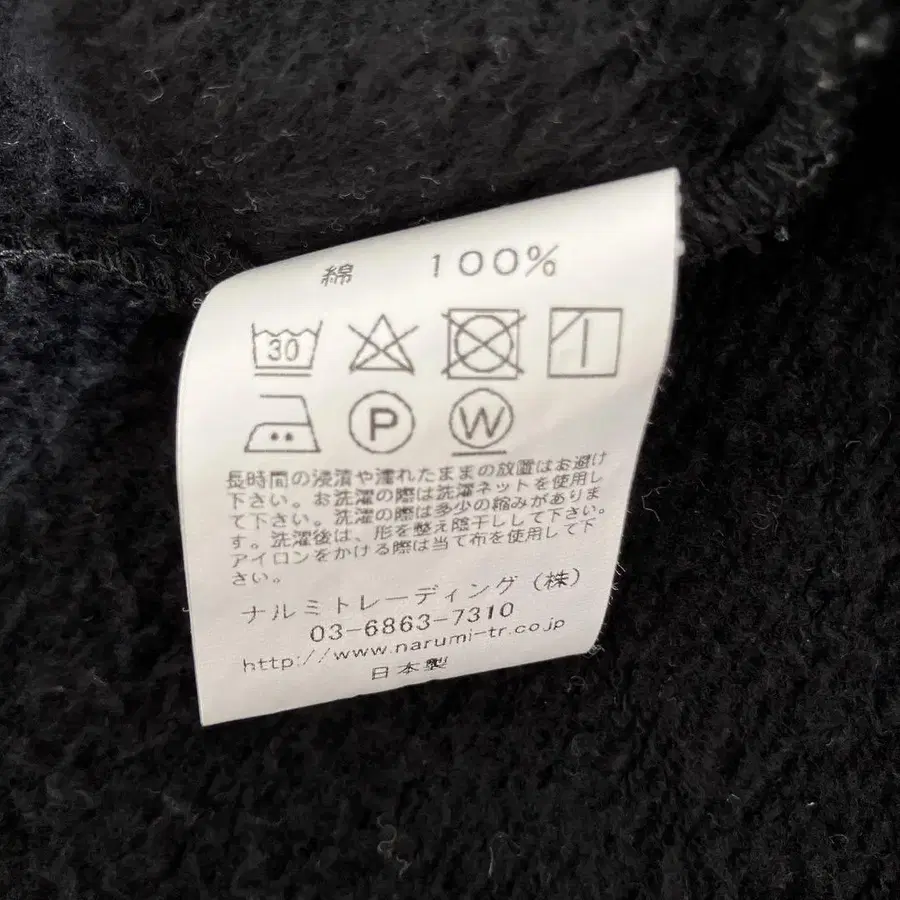 綿 100%
30
P W
長時間の浸漬や濡れたままの放置はお避け
下さい。お洗濯の際は洗濯ネットを使用し
て下さい。洗濯の際は多少の縮みがありま
す。洗濯後は、形を整え陰干しして下さい。
アイロンをかける際は当て布を使用して下
さい。
ナルミトレーディング(株)
03-6863-7310
http://www.narumi-tr.co.jp
日本製